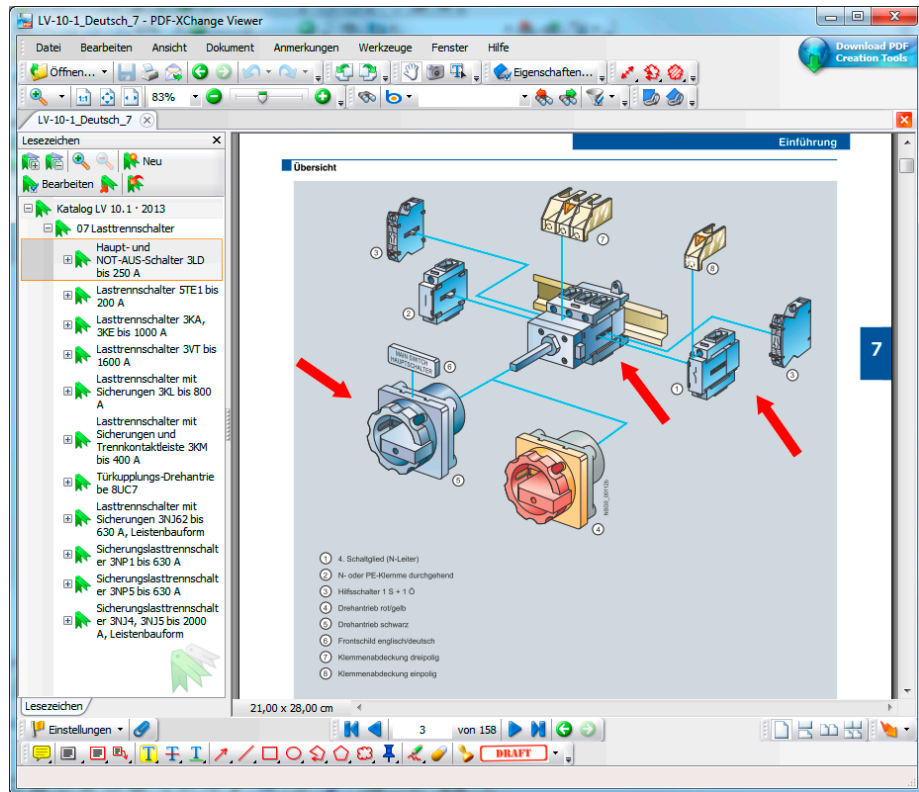 LV-10-1_Deutsch_7 - PDF-XChange Viewer
Datei Bearbeiten Ansicht Dokument Anmerkungen Werkzeuge Fenster Hilfe
Download PDF
Creation Tools
Öffnen...
Eigenschaften...
1:1
83%
LV-10-1_Deutsch_7
Lesezeichen
Neu
Bearbeiten
Katalog LV 10.1 · 2013
07 Lasttrennschalter
Haupt- und
NOT-AUS-Schalter 3LD
bis 250 A
Lastrennschalter 5TE1 bis
200 A
Lasttrennschalter 3KA,
3KE bis 1000 A
Lasttrennschalter 3VT bis
1600 A
Lasttrennschalter mit
Sicherungen 3KL bis 800
A
Lasttrennschalter mit
Sicherungen und
Trennkontaktleiste 3KM
bis 400 A
Türkupplungs-Drehantrie
be 8UC7
Lasttrennschalter mit
Sicherungen 3NJ62 bis
630 A, Leistenbauform
Sicherungslasttrennschalt
er 3NP1 bis 630 A
Sicherungslasttrennschalt
er 3NP5 bis 630 A
Sicherungslasttrennschalt
er 3NJ4, 3NJ5 bis 2000
A, Leistenbauform
Lesezeichen
Einführung
Übersicht
3
7
8
2
MAIN SWITCH
HAUPTSCHALTER
6
1
3
5
4
7
1 4. Schaltglied (N-Leiter)
2 N- oder PE-Klemme durchgehend
3 Hilfsschalter 1 S + 1 Ö
4 Drehantrieb rot/gelb
5 Drehantrieb schwarz
6 Frontschild englisch/deutsch
7 Klemmenabdeckung dreipolig
8 Klemmenabdeckung einpolig
21,00 x 28,00 cm
Einstellungen
3 von 158
DRAFT